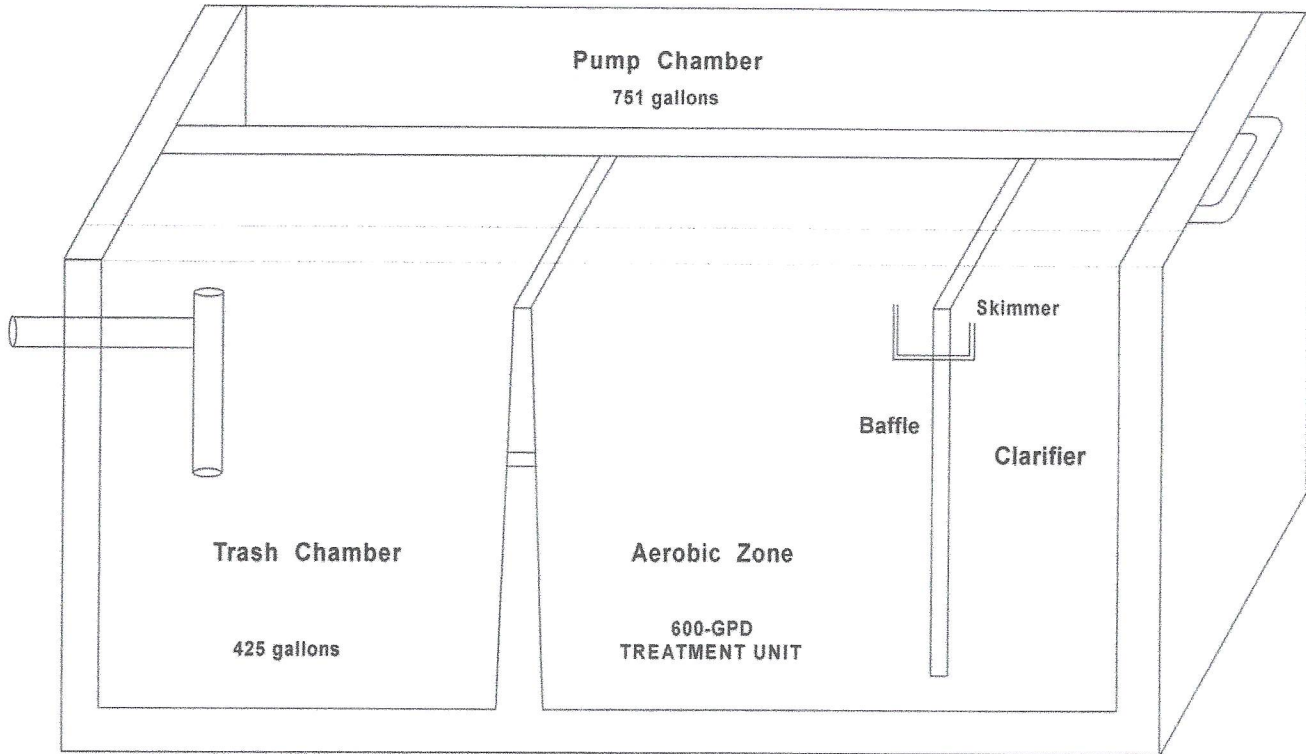 Pump Chamber
751 gallons
Skimmer
Baffle
Clarifier
Trash Chamber
Aerobic Zone
425 gallons
600-GPD
TREATMENT UNIT